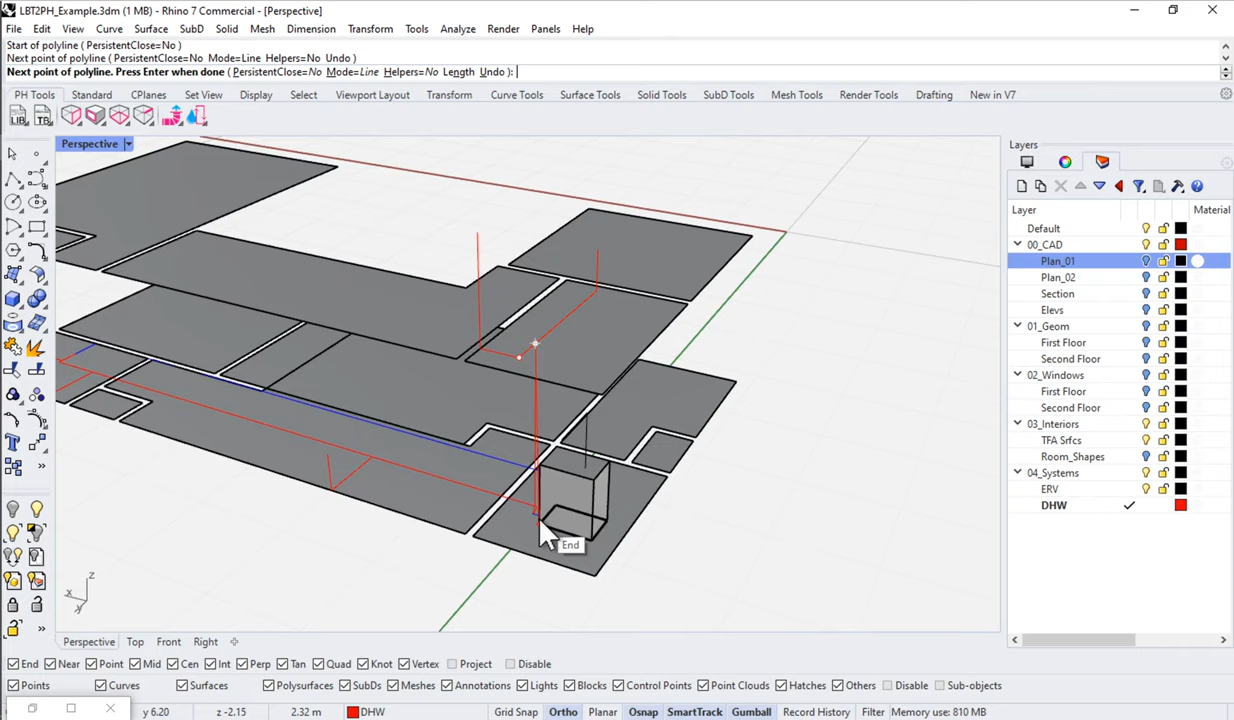 LBT2PH_Example.3dm (1 MB) - Rhino 7 Commercial - [Perspective]
File Edit View Curve Surface SubD Solid Mesh Dimension Transform Tools Analyze Render Panels Help
Start of polyline ( PersistentClose=No )
Next point of polyline ( PersistentClose=No Mode=Line Helpers=No Undo )
Next point of polyline. Press Enter when done ( PersistentClose=No Mode=Line Helpers=No Length Undo ):
PH Tools Standard CPlanes Set View Display Select Viewport Layout Transform Curve Tools Surface Tools Solid Tools SubD Tools Mesh Tools Render Tools Drafting New in V7
LIB TB
Perspective
Layers
Layer Material
Default
00_CAD
Plan_01
Plan_02
Section
Elevs
01_Geom
First Floor
Second Floor
02_Windows
First Floor
Second Floor
03_Interiors
TFA Srfcs
Room_Shapes
04_Systems
ERV
DHW
End
z
x
y
Perspective Top Front Right
End Near Point Mid Cen Int Perp Tan Quad Knot Vertex Project Disable
Points Curves Surfaces Polysurfaces SubDs Meshes Annotations Lights Blocks Control Points Point Clouds Hatches Others Disable Sub-objects
y 6.20 z -2.15 2.32 m DHW Grid Snap Ortho Planar Osnap SmartTrack Gumball Record History Filter Memory use: 810 MB